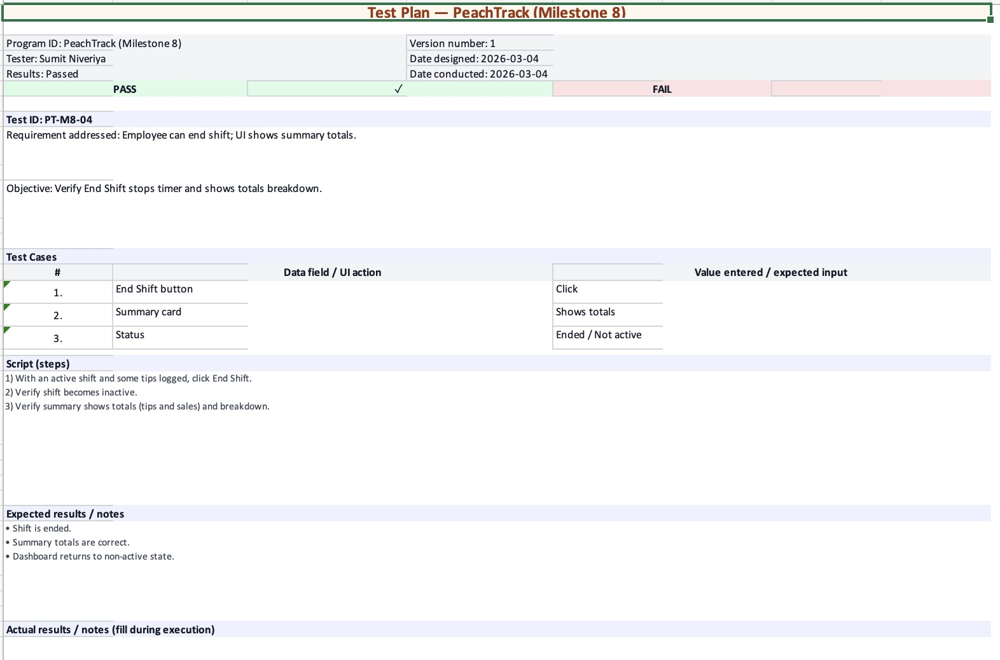 Test Plan — PeachTrack (Milestone 8)
Program ID: PeachTrack (Milestone 8)
Version number: 1
Tester: Sumit Niveriya
Date designed: 2026-03-04
Results: Passed
Date conducted: 2026-03-04
PASS
✓
FAIL
Test ID: PT-M8-04
Requirement addressed: Employee can end shift; UI shows summary totals.
Objective: Verify End Shift stops timer and shows totals breakdown.
Test Cases
#
Data field / UI action
Value entered / expected input
1.
End Shift button
Click
2.
Summary card
Shows totals
3.
Status
Ended / Not active
Script (steps)
1) With an active shift and some tips logged, click End Shift.
2) Verify shift becomes inactive.
3) Verify summary shows totals (tips and sales) and breakdown.
Expected results / notes
• Shift is ended.
• Summary totals are correct.
• Dashboard returns to non-active state.
Actual results / notes (fill during execution)